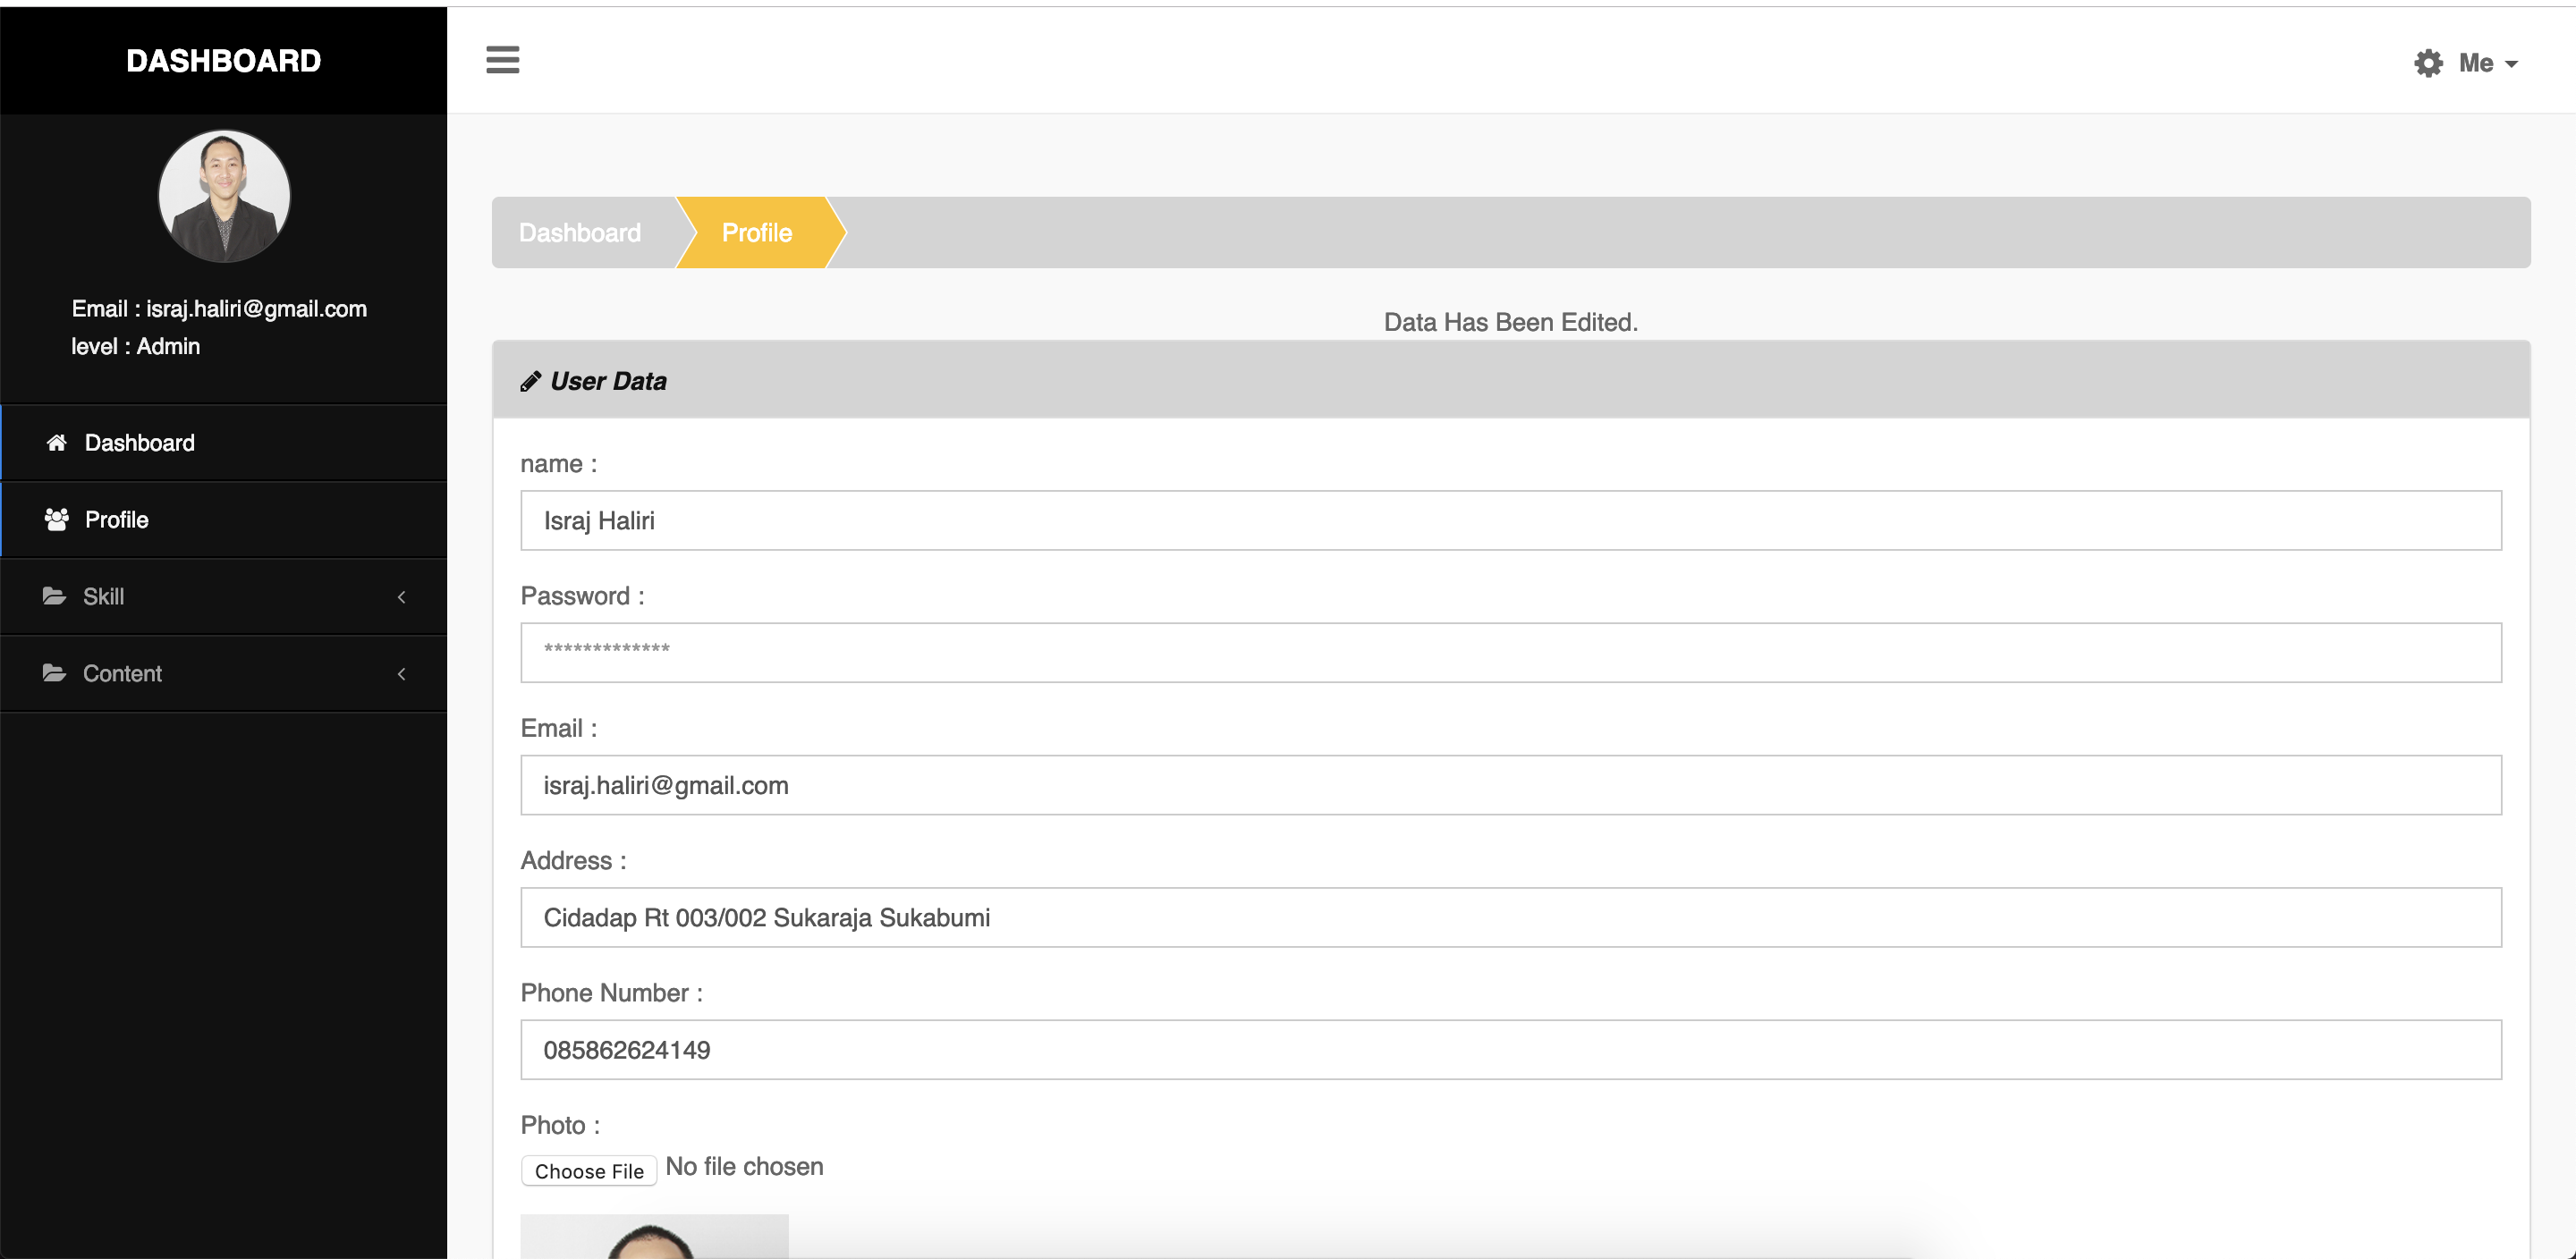 DASHBOARD
Me
Email : israj.haliri@gmail.com
level : Admin
Dashboard
Profile
Skill
Content
Dashboard
Profile
Data Has Been Edited.
User Data
name :
Israj Haliri
Password :
*************
Email :
israj.haliri@gmail.com
Address :
Cidadap Rt 003/002 Sukaraja Sukabumi
Phone Number :
085862624149
Photo :
Choose File No file chosen